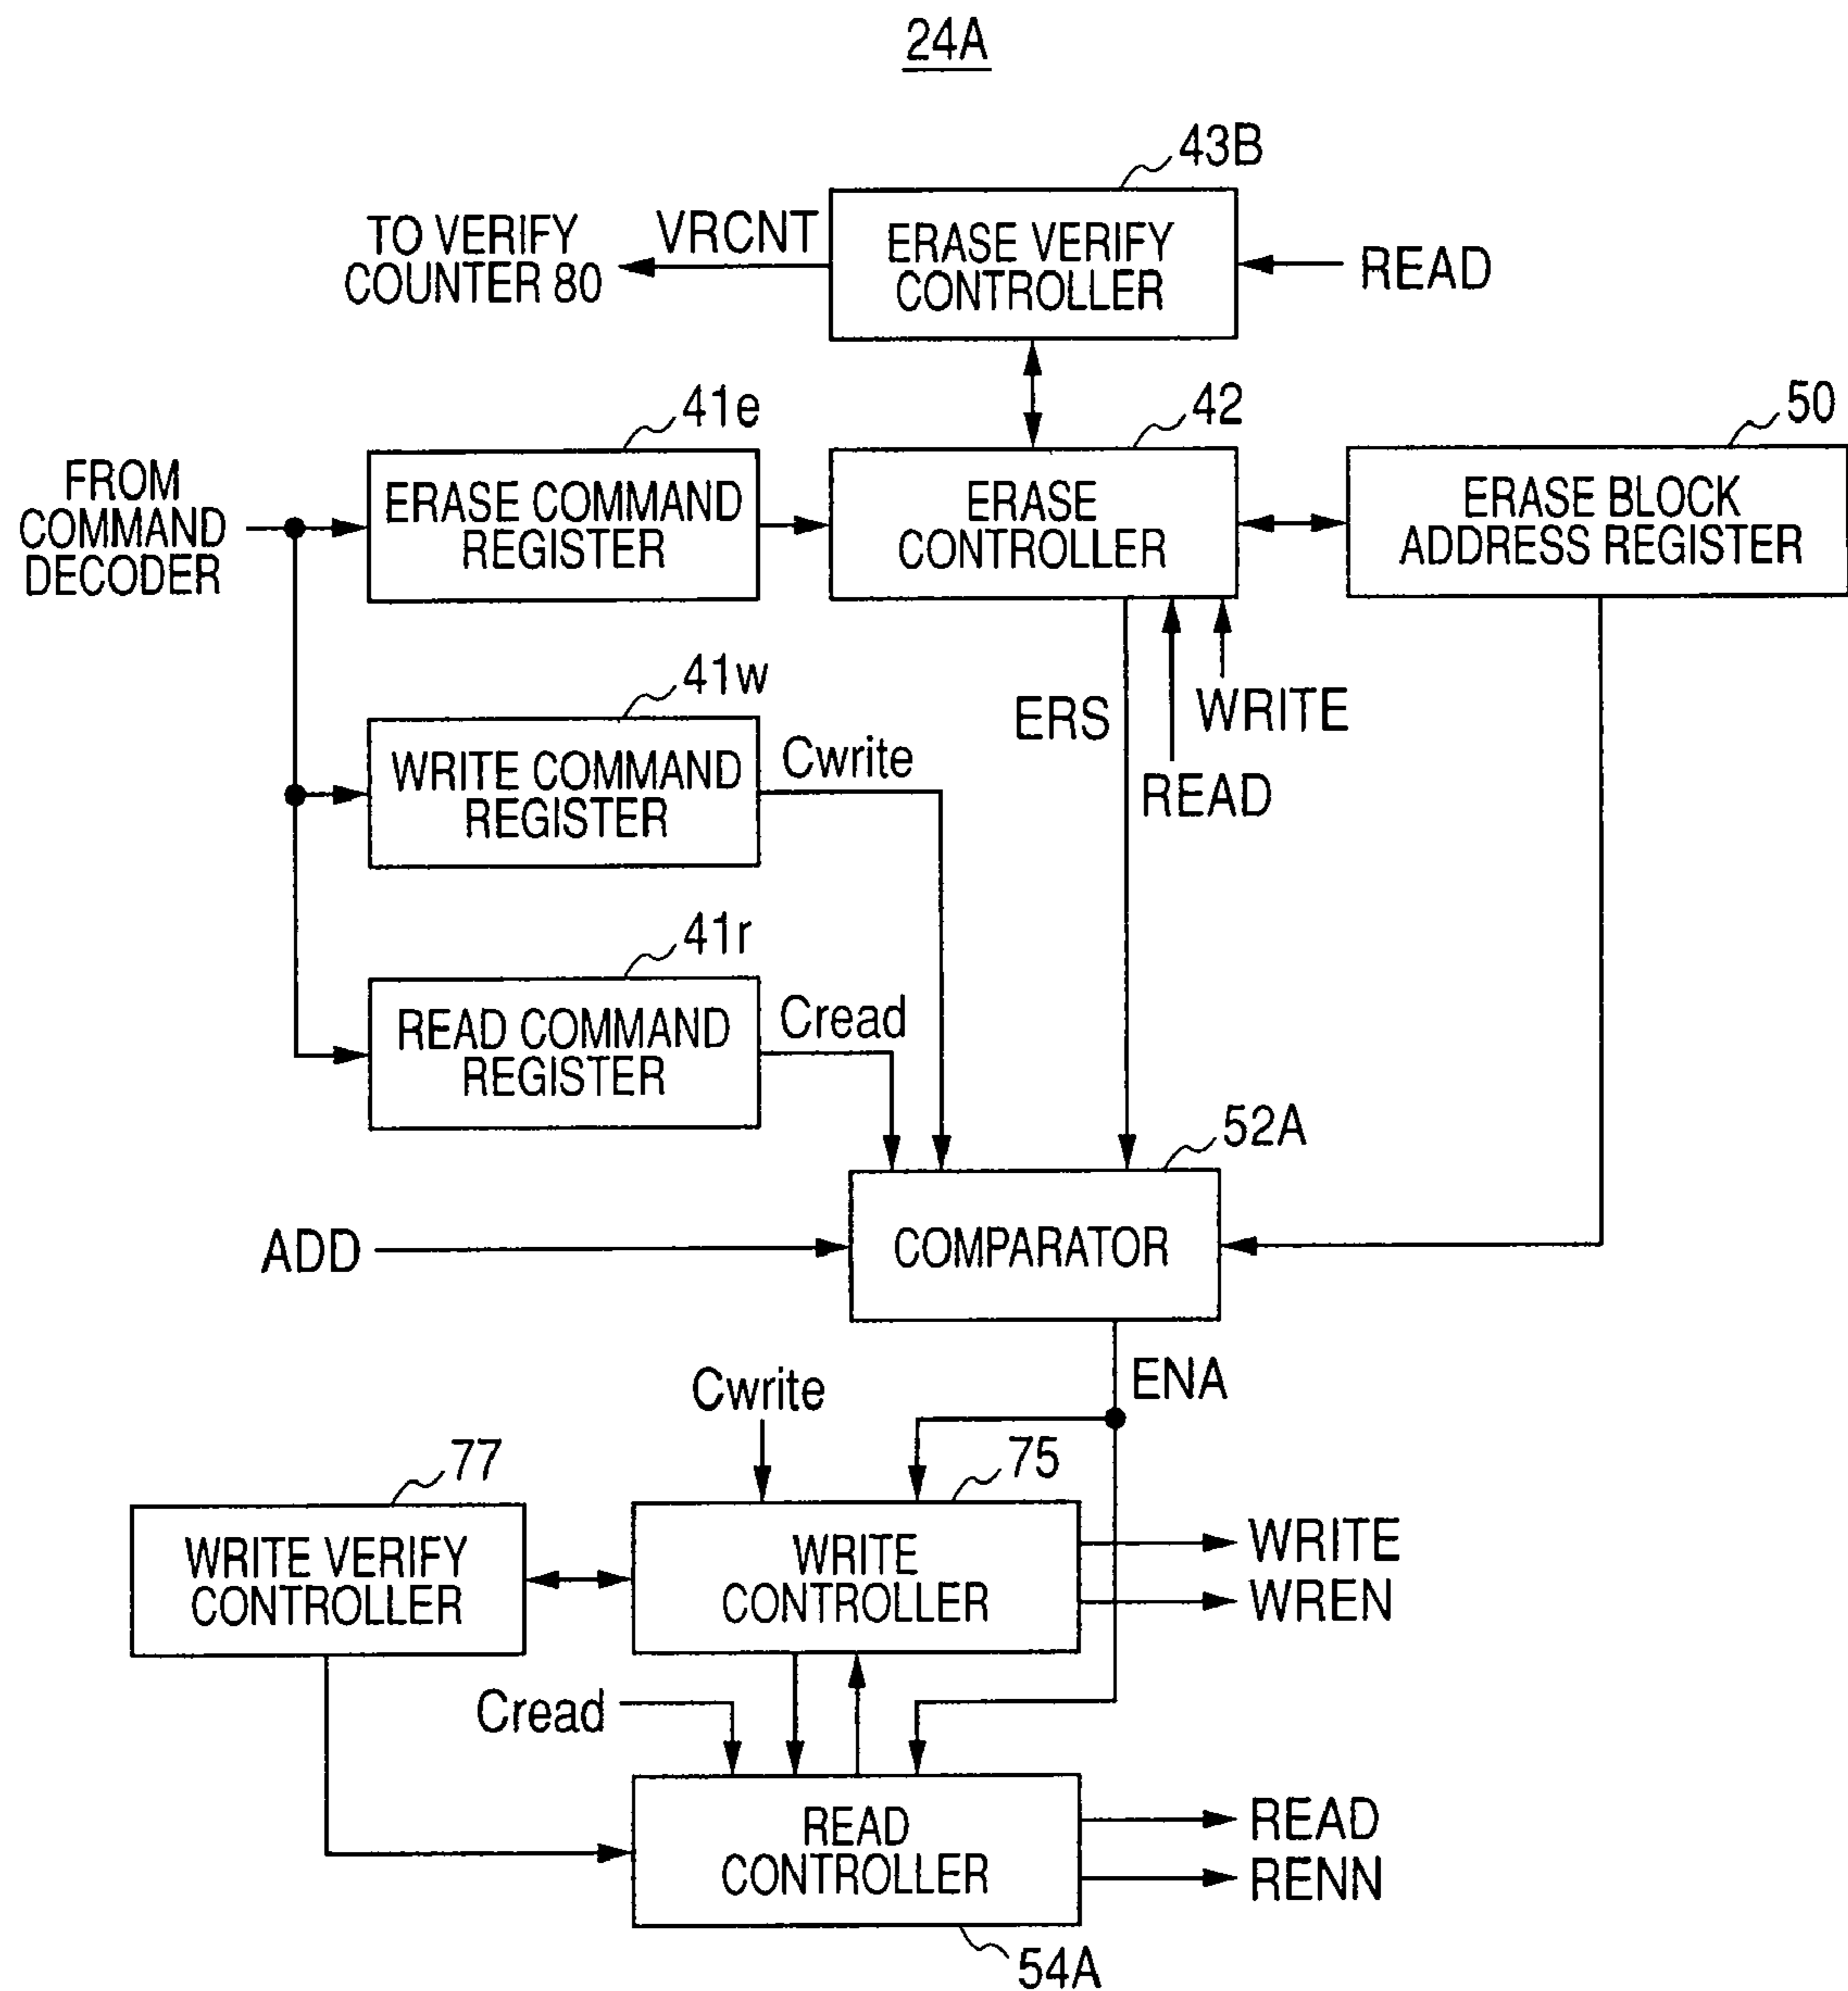 24A
43B
TO VERIFY
COUNTER 80
VRCNT
ERASE VERIFY
CONTROLLER
READ
41e
42
50
FROM
COMMAND
DECODER
ERASE COMMAND
REGISTER
ERASE
CONTROLLER
ERASE BLOCK
ADDRESS REGISTER
41w
ERS
WRITE
READ
WRITE COMMAND
REGISTER
Cwrite
41r
READ COMMAND
REGISTER
Cread
52A
ADD
COMPARATOR
Cwrite
ENA
77
75
WRITE VERIFY
CONTROLLER
WRITE
CONTROLLER
WRITE
WREN
Cread
READ
CONTROLLER
READ
RENN
54A